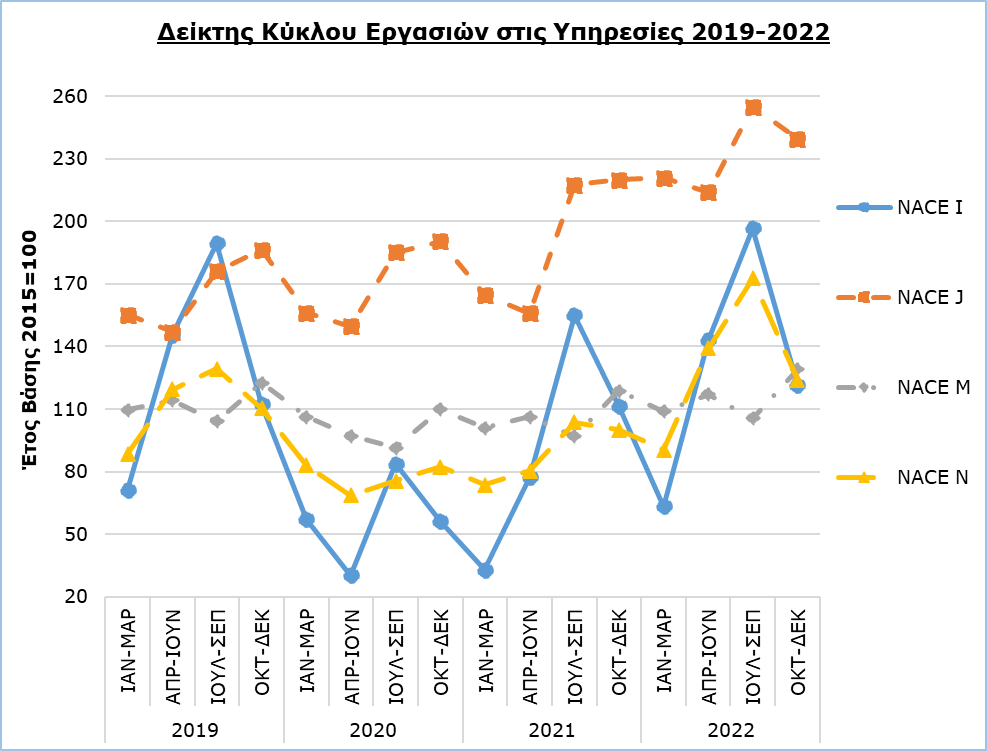 Δείκτης Κύκλου Εργασιών στις Υπηρεσίες 2019-2022
Έτος Βάσης 2015=100
260
230
200
170
140
110
80
50
20
ΙΑΝ-ΜΑΡ
ΑΠΡ-ΙΟΥΝ
ΙΟΥΛ-ΣΕΠ
ΟΚΤ-ΔΕΚ
ΙΑΝ-ΜΑΡ
ΑΠΡ-ΙΟΥΝ
ΙΟΥΛ-ΣΕΠ
ΟΚΤ-ΔΕΚ
ΙΑΝ-ΜΑΡ
ΑΠΡ-ΙΟΥΝ
ΙΟΥΛ-ΣΕΠ
ΟΚΤ-ΔΕΚ
ΙΑΝ-ΜΑΡ
ΑΠΡ-ΙΟΥΝ
ΙΟΥΛ-ΣΕΠ
ΟΚΤ-ΔΕΚ
2019
2020
2021
2022
NACE I
NACE J
NACE M
NACE N